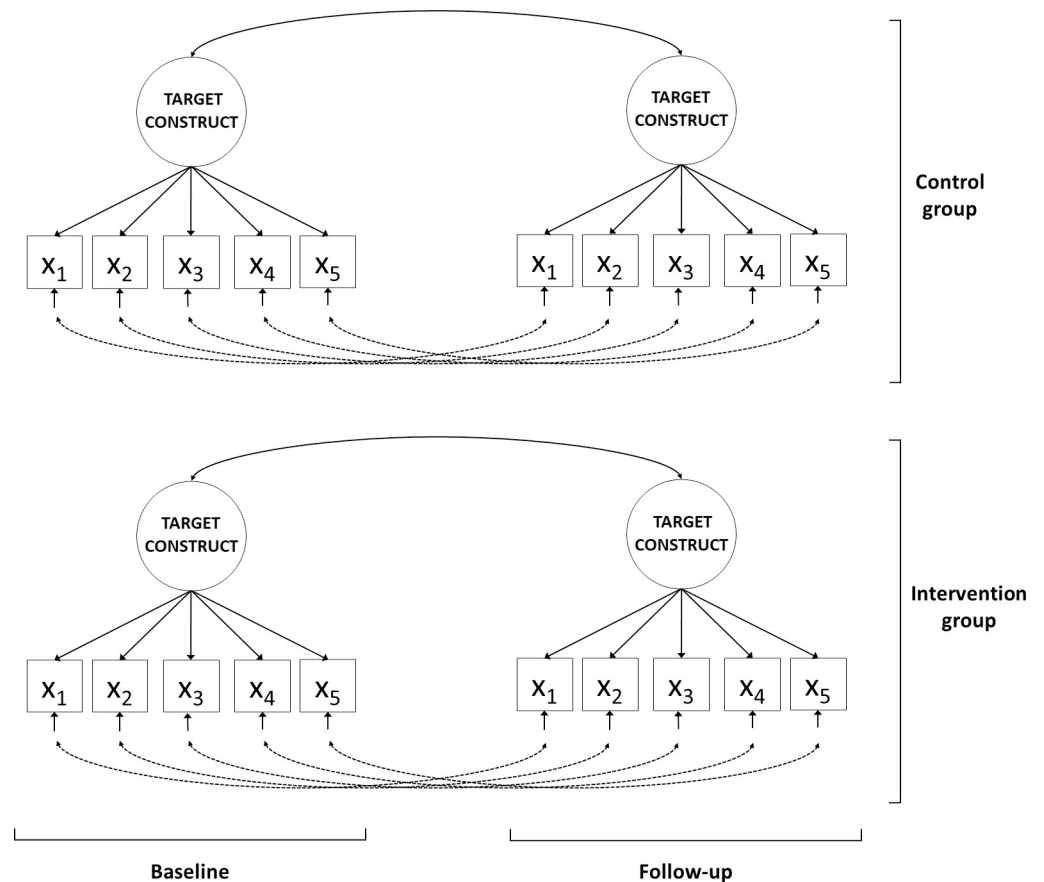 TARGET
CONSTRUCT
TARGET
CONSTRUCT
Control
group
x₁ x₂ x₃ x₄ x₅ x₁ x₂ x₃ x₄ x₅
TARGET
CONSTRUCT
TARGET
CONSTRUCT
Intervention
group
x₁ x₂ x₃ x₄ x₅ x₁ x₂ x₃ x₄ x₅
Baseline Follow-up